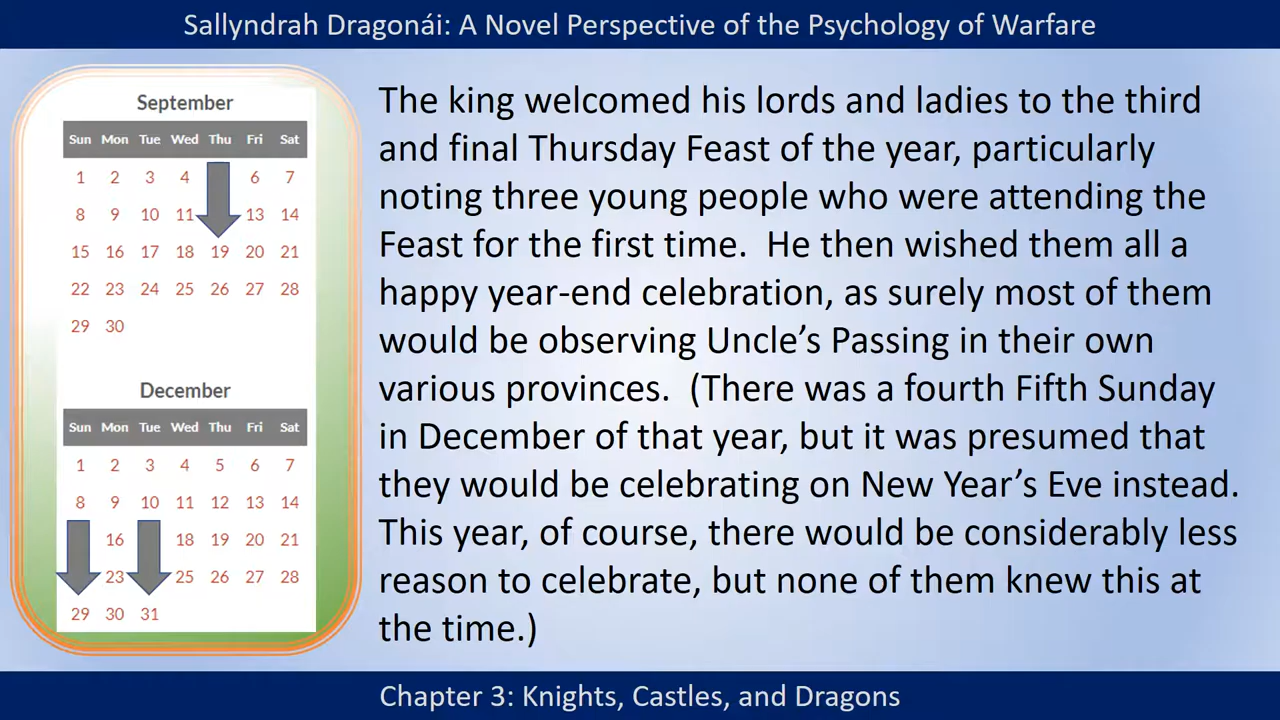 Sallyndrah Dragonái: A Novel Perspective of the Psychology of Warfare
September
Sun Mon Tue Wed Thu Fri Sat
1 2 3 4 6 7
8 9 10 11 13 14
15 16 17 18 19 20 21
22 23 24 25 26 27 28
29 30
December
Sun Mon Tue Wed Thu Fri Sat
1 2 3 4 5 6 7
8 9 10 11 12 13 14
16 18 19 20 21
23 25 26 27 28
29 30 31
The king welcomed his lords and ladies to the third
and final Thursday Feast of the year, particularly
noting three young people who were attending the
Feast for the first time.  He then wished them all a
happy year-end celebration, as surely most of them
would be observing Uncle’s Passing in their own
various provinces.  (There was a fourth Fifth Sunday
in December of that year, but it was presumed that
they would be celebrating on New Year’s Eve instead.
This year, of course, there would be considerably less
reason to celebrate, but none of them knew this at
the time.)
Chapter 3: Knights, Castles, and Dragons